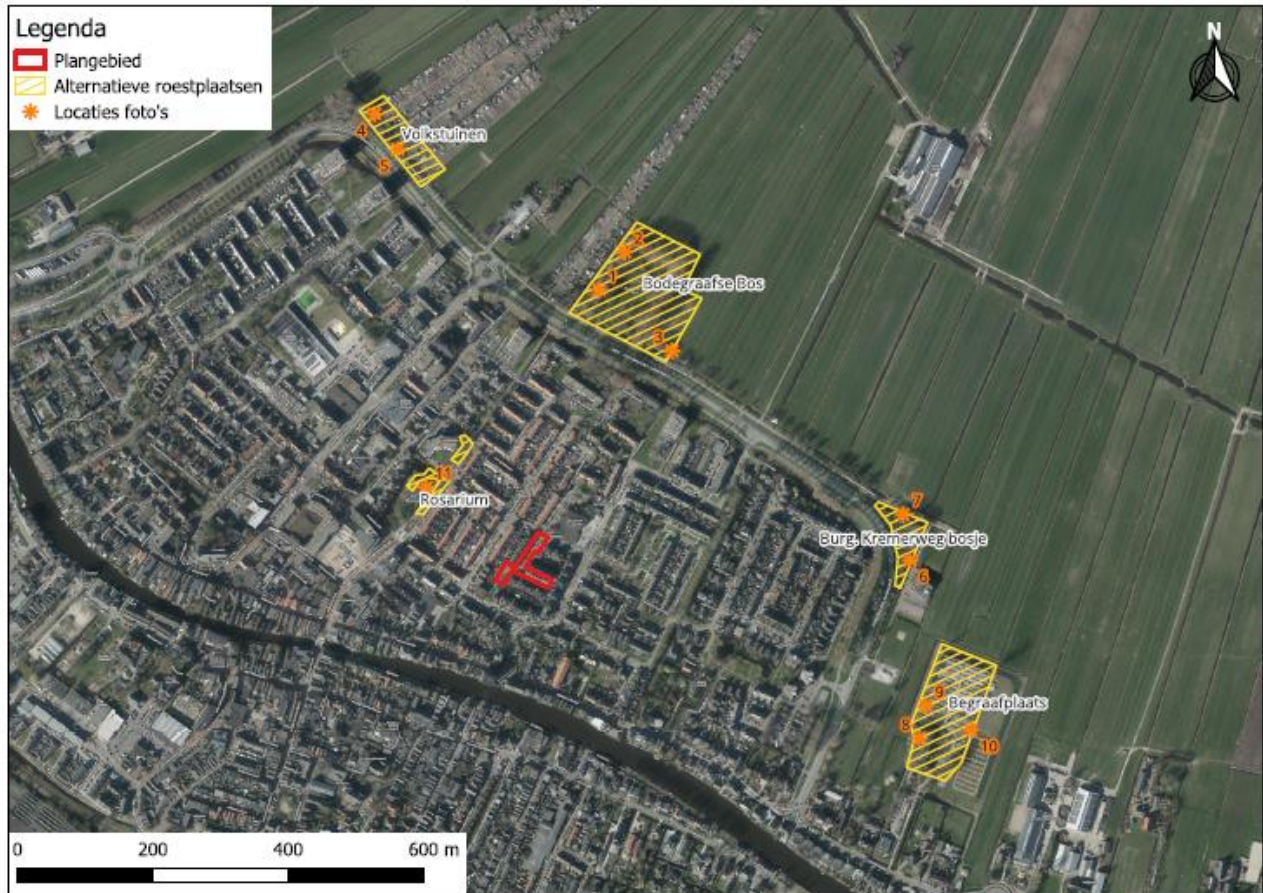 Legenda
Plangebied
Alternatieve roestplaatsen
Locaties foto's
N
4
Volkstuinen
5
2
1
Bodegraafse Bos
3
11
Rosarium
7
Burg. Kremerweg bosje
6
9
Begraafplaats
8
10
0 200 400 600 m